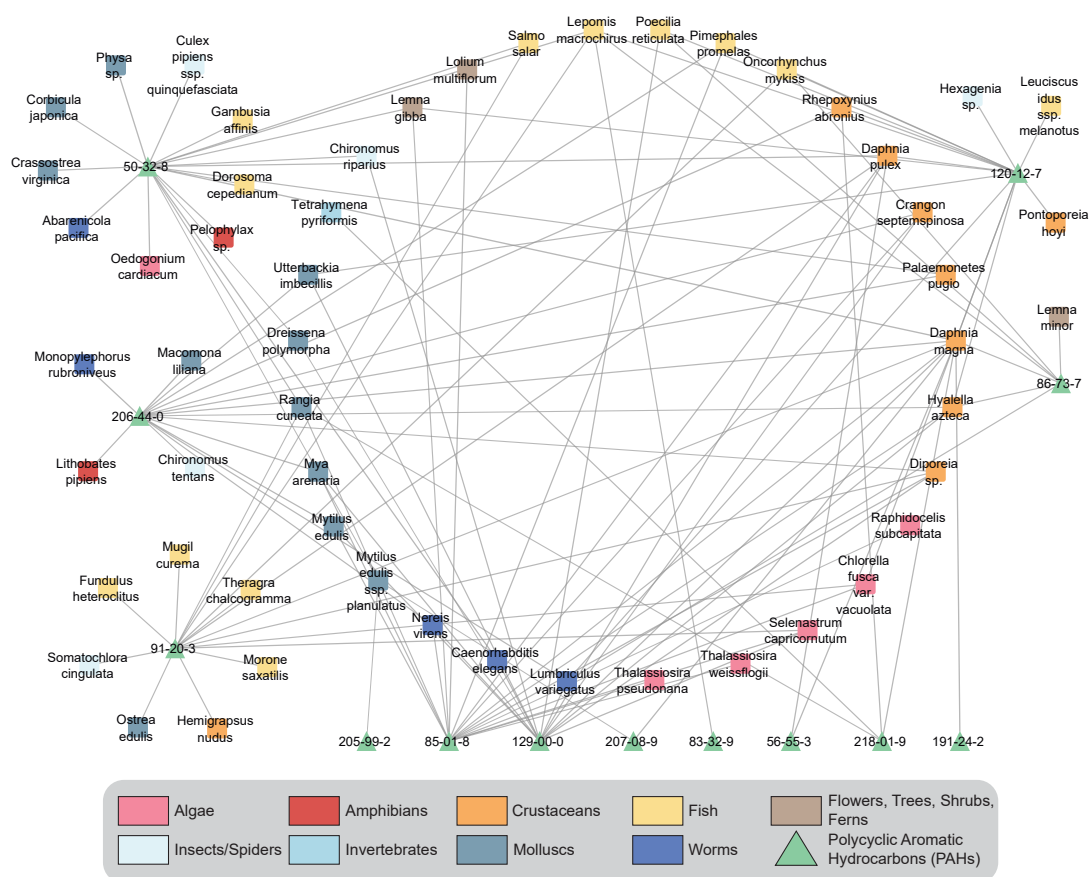 Lepomis
macrochirus
Poecilia
reticulata
Salmo
salar
Pimephales
promelas
Culex
pipiens
ssp.
quinquefasciata
Physa
sp.
Lolium
multiflorum
Oncorhynchus
mykiss
Hexagenia
sp.
Leuciscus
idus
ssp.
melanotus
Corbicula
japonica
Gambusia
affinis
Lemna
gibba
Rhepoxynius
abronius
Crassostrea
virginica
50-32-8
Chironomus
riparius
Daphnia
pulex
120-12-7
Dorosoma
cepedianum
Abarenicola
pacifica
Pelophylax
sp.
Tetrahymena
pyriformis
Crangon
septemspinosa
Pontoporeia
hoyi
Oedogonium
cardiacum
Utterbackia
imbecillis
Palaemonetes
pugio
Lemna
minor
Dreissena
polymorpha
Daphnia
magna
Monopylephorus
rubroniveus
Macomona
liliana
86-73-7
206-44-0
Rangia
cuneata
Hyalella
azteca
Lithobates
pipiens
Chironomus
tentans
Mya
arenaria
Diporeia
sp.
Mytilus
edulis
Raphidocelis
subcapitata
Mugil
curema
Mytilus
edulis
ssp.
planulatus
Chlorella
fusca
var.
vacuolata
Fundulus
heteroclitus
Theragra
chalcogramma
Nereis
virens
Selenastrum
capricornutum
91-20-3
Somatochlora
cingulata
Morone
saxatilis
Caenorhabditis
elegans
Lumbriculus
variegatus
Thalassiosira
pseudonana
Thalassiosira
weissflogii
Ostrea
edulis
Hemigrapsus
nudus
205-99-2
85-01-8
129-00-0
207-08-9
83-32-9
56-55-3
218-01-9
191-24-2
Algae
Amphibians
Crustaceans
Fish
Flowers, Trees, Shrubs,
Ferns
Insects/Spiders
Invertebrates
Molluscs
Worms
Polycyclic Aromatic
Hydrocarbons (PAHs)